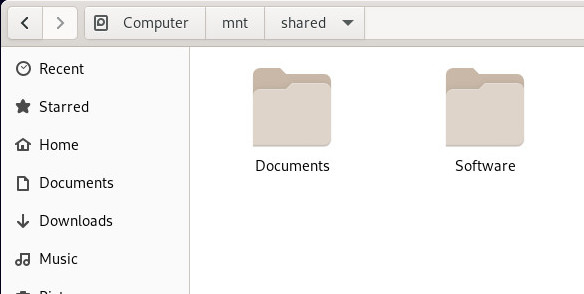 Computer mnt shared
Recent
Starred
Home
Documents
Downloads
Music
Documents
Software